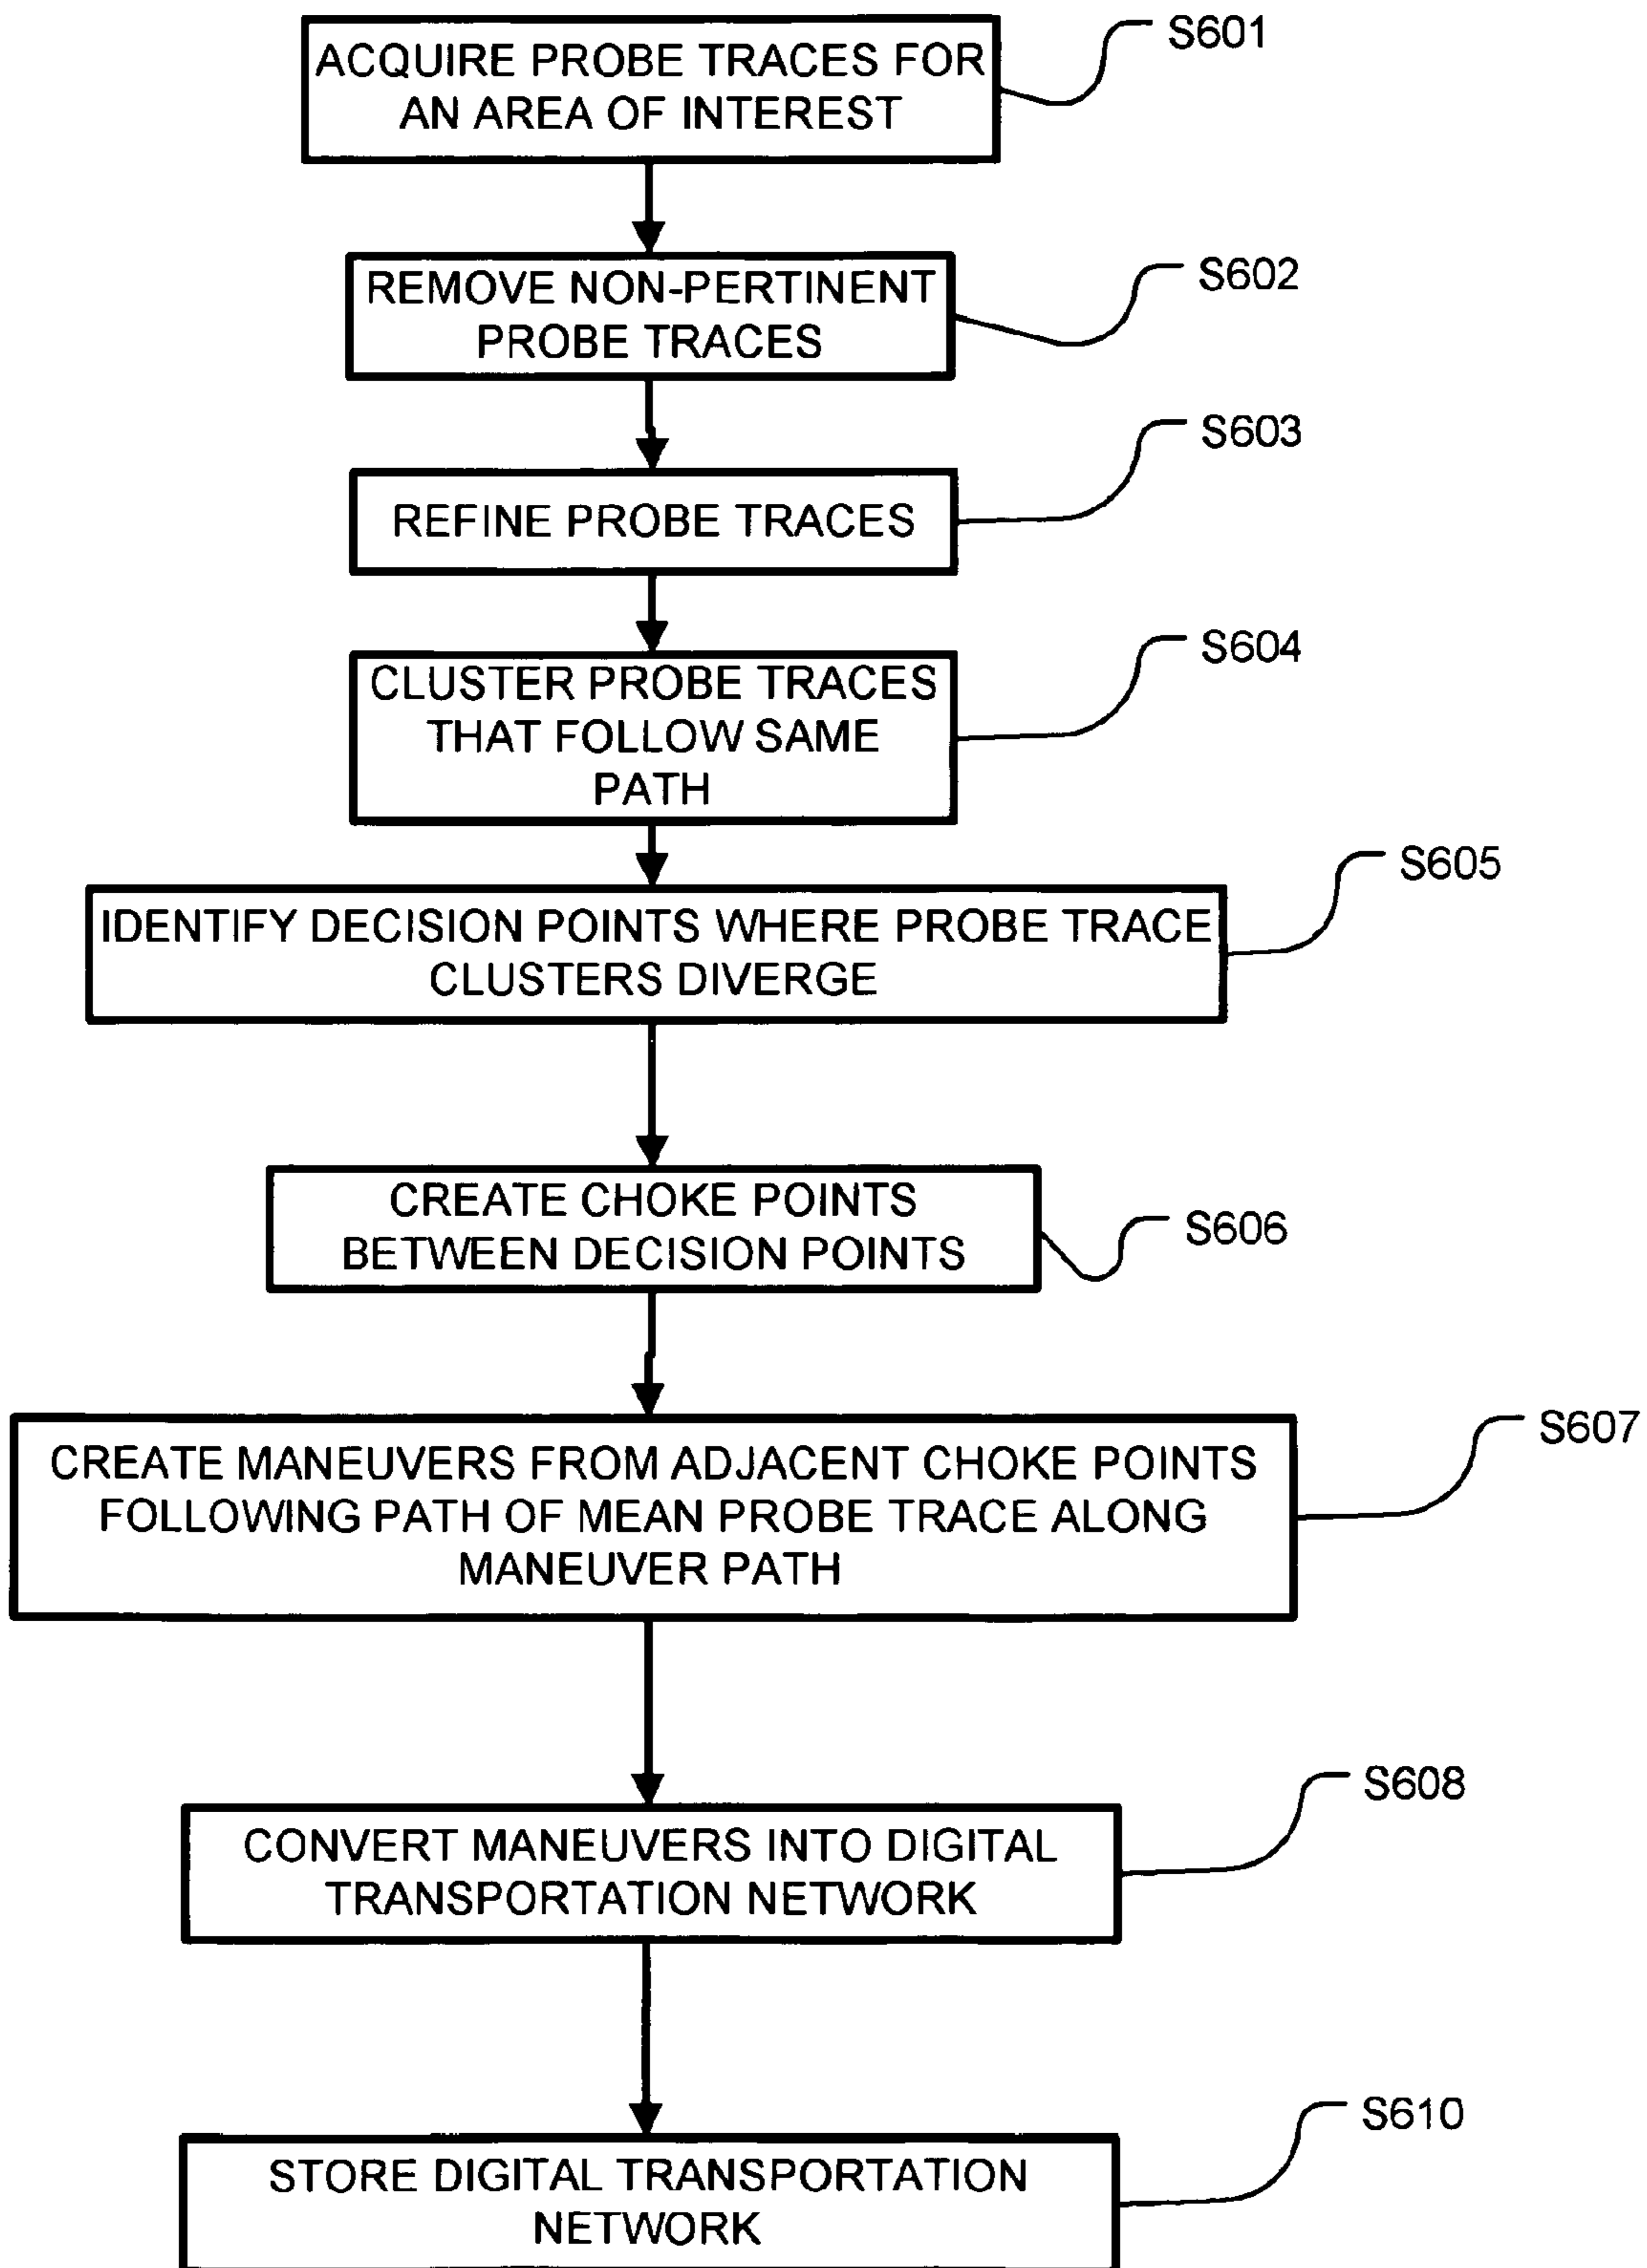 ACQUIRE PROBE TRACES FOR
AN AREA OF INTEREST
S601
REMOVE NON-PERTINENT
PROBE TRACES
S602
REFINE PROBE TRACES
S603
CLUSTER PROBE TRACES
THAT FOLLOW SAME
PATH
S604
IDENTIFY DECISION POINTS WHERE PROBE TRACE
CLUSTERS DIVERGE
S605
CREATE CHOKE POINTS
BETWEEN DECISION POINTS
S606
CREATE MANEUVERS FROM ADJACENT CHOKE POINTS
FOLLOWING PATH OF MEAN PROBE TRACE ALONG
MANEUVER PATH
S607
CONVERT MANEUVERS INTO DIGITAL
TRANSPORTATION NETWORK
S608
STORE DIGITAL TRANSPORTATION
NETWORK
S610